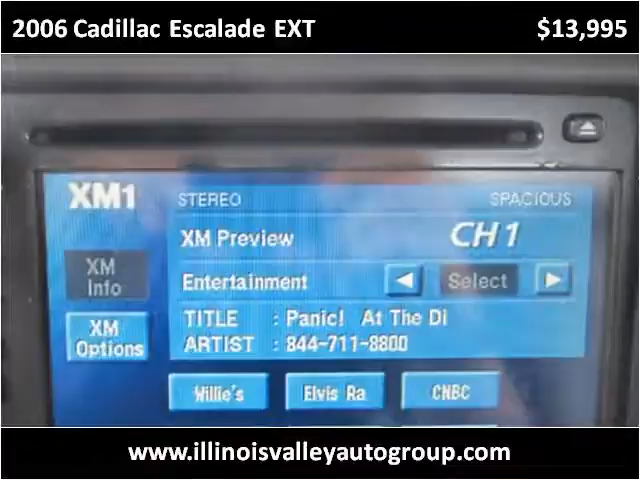 2006 Cadillac Escalade EXT $13,995
XM1 STEREO SPACIOUS
XM Preview CH 1
XM Info
Entertainment Select
TITLE : Panic! At The Di
XM Options
ARTIST : 844-711-8800
Willie's Elvis Ra CNBC
www.illinoisvalleyautogroup.com